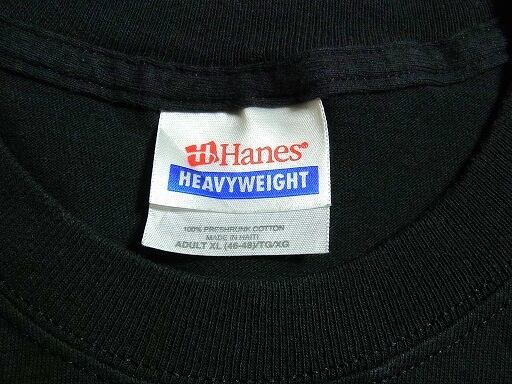 Hanes®
HEAVYWEIGHT
100% PRESHRUNK COTTON
MADE IN HAITI
ADULT XL (46-48)/TG/XG